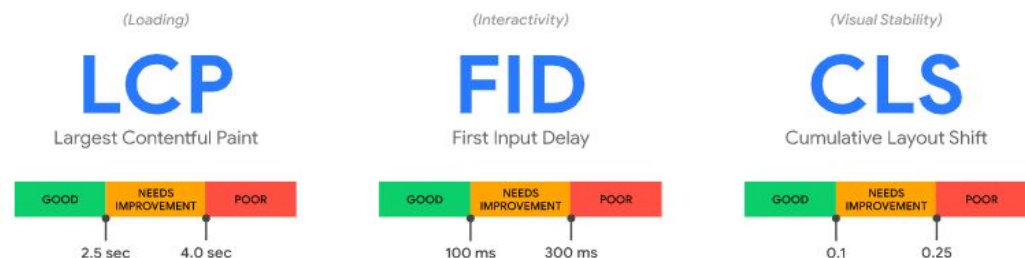 (Loading)
LCP
Largest Contentful Paint
GOOD
NEEDS
IMPROVEMENT
POOR
2.5 sec
4.0 sec
(Interactivity)
FID
First Input Delay
GOOD
NEEDS
IMPROVEMENT
POOR
100 ms
300 ms
(Visual Stability)
CLS
Cumulative Layout Shift
GOOD
NEEDS
IMPROVEMENT
POOR
0.1
0.25